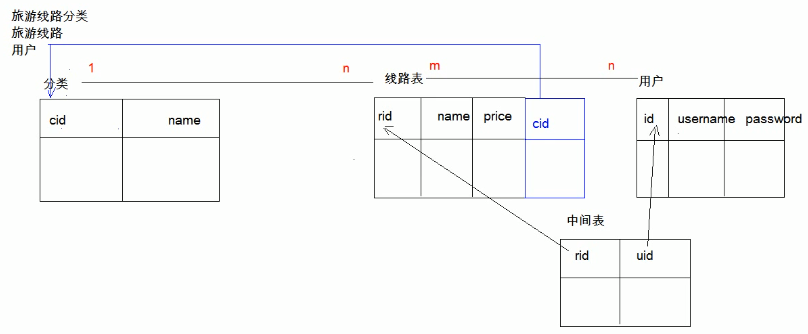 旅游线路分类
旅游线路
用户
1
n
m
n
分类
线路表
用户
cid
name
rid
name
price
cid
id
username
password
中间表
rid
uid